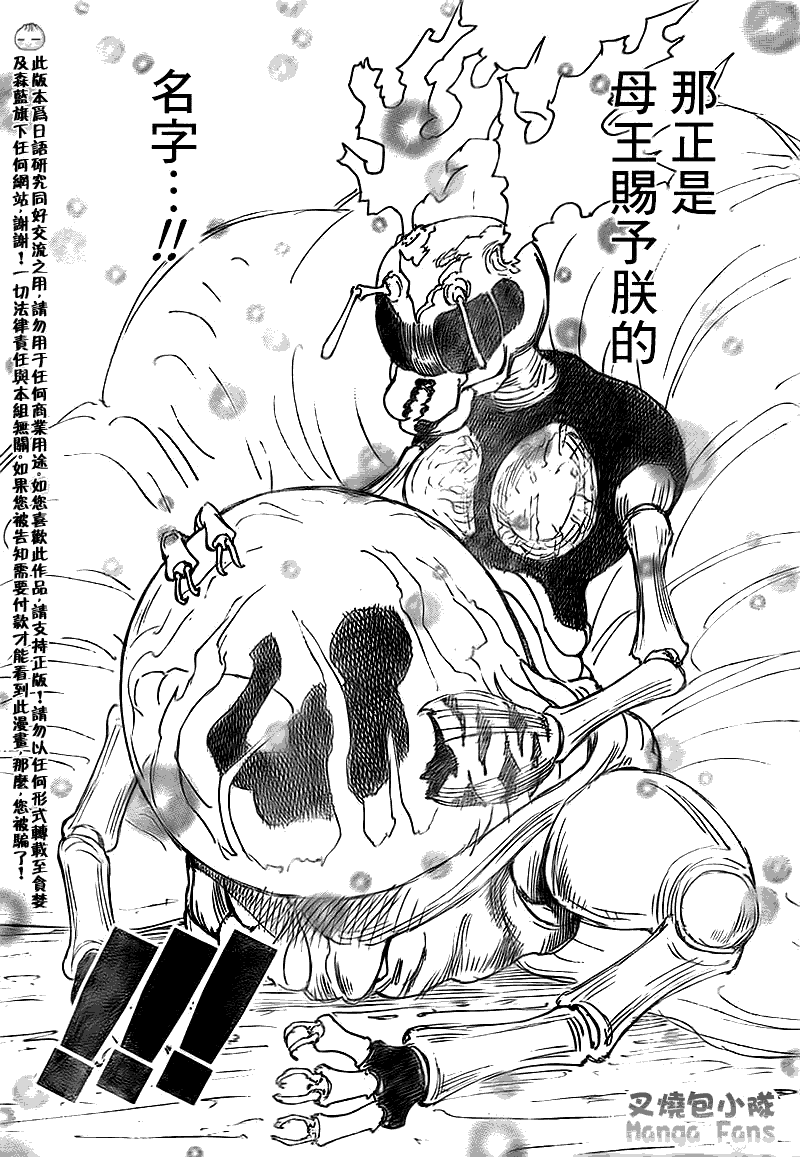 那正是
母王賜予朕的
名字…!!
!!!
此版本爲日語研究同好交流之用，請勿用于任何商業用途。如您喜歡此作品，請支持正版！請勿以任何形式轉載至貪婪
及森藍旗下任何網站，謝謝！一切法律責任與本組無關。如果您被告知需要付款才能看到此漫畫，那麼，您被騙了！
叉燒包小隊
Manga Fans